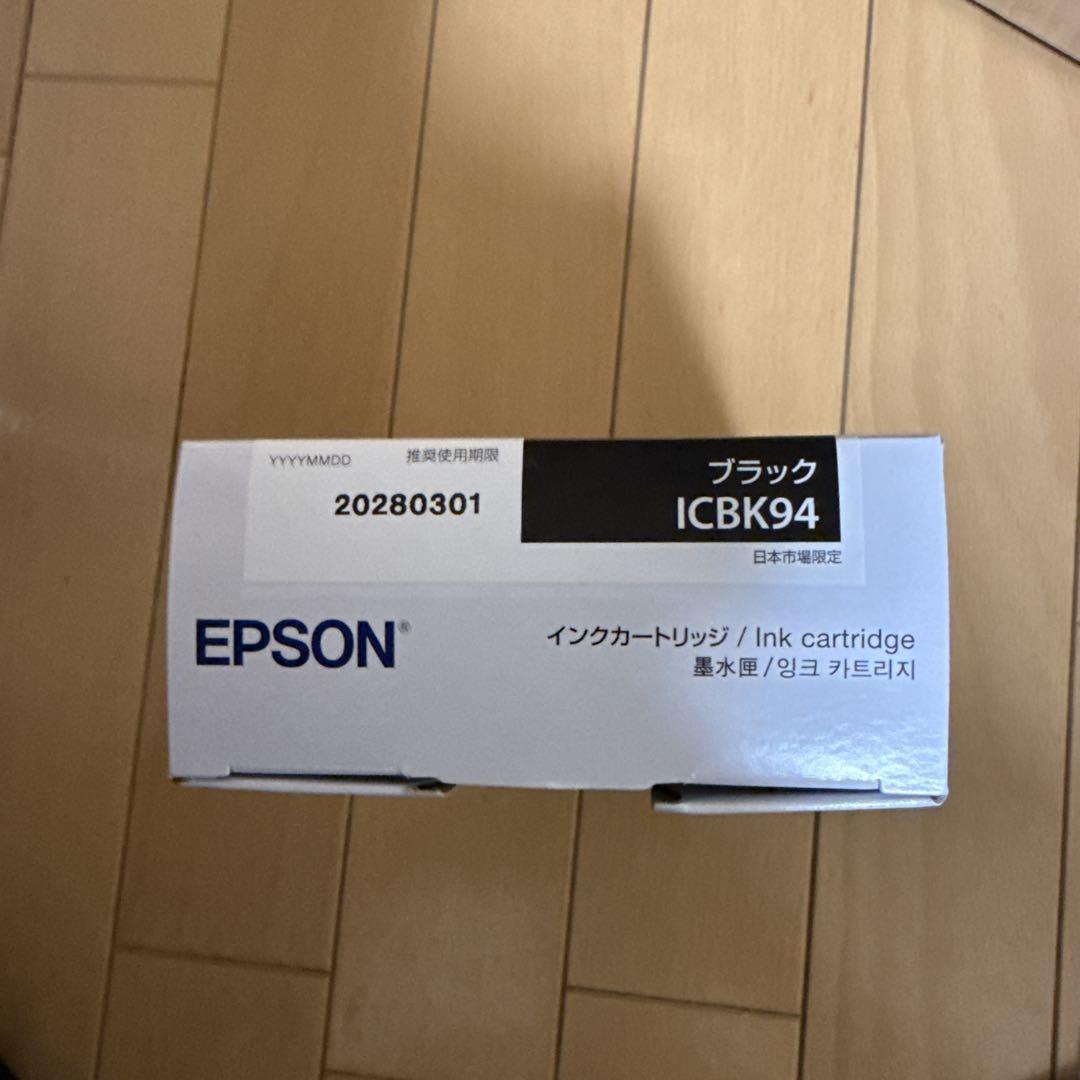 YYYYMMDD 推奨使用期限
20280301
ブラック
ICBK94
日本市場限定
EPSON®
インクカートリッジ / Ink cartridge
墨水匣 / 잉크 카트리지